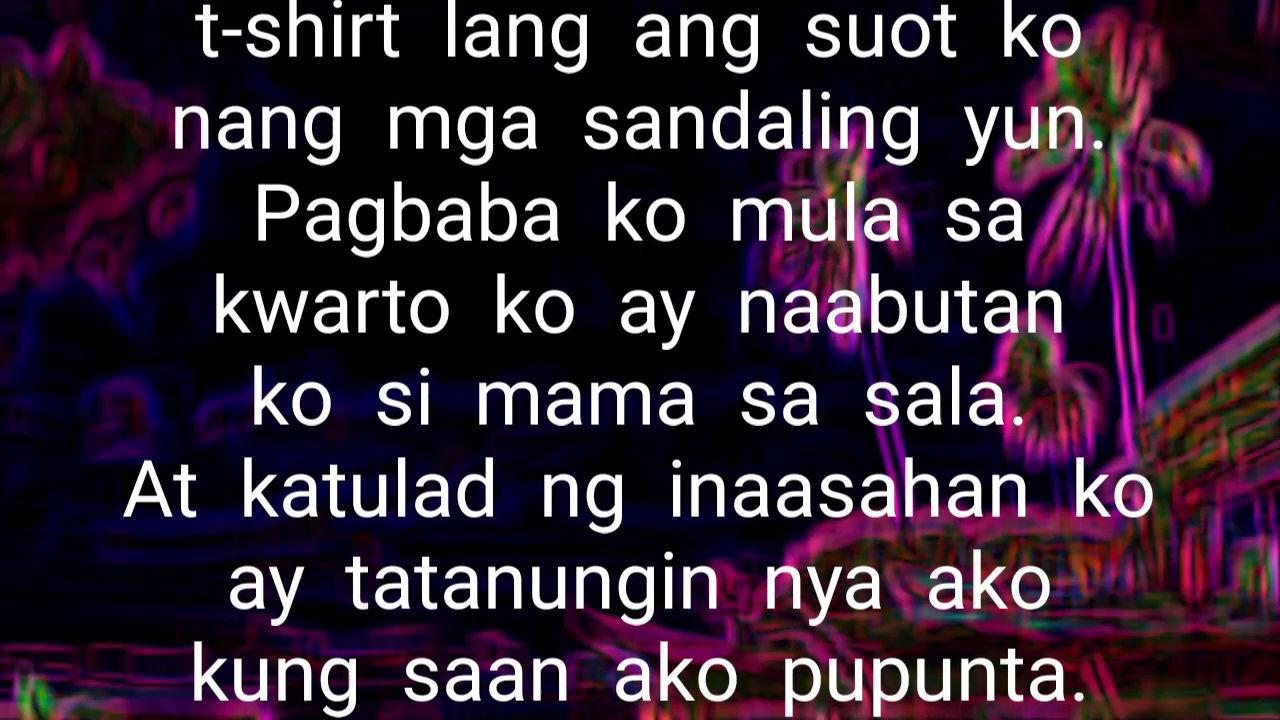 t-shirt lang ang suot ko
nang mga sandaling yun.
Pagbaba ko mula sa
kwarto ko ay naabutan
ko si mama sa sala.
At katulad ng inaasahan ko
ay tatanungin nya ako
kung saan ako pupunta.